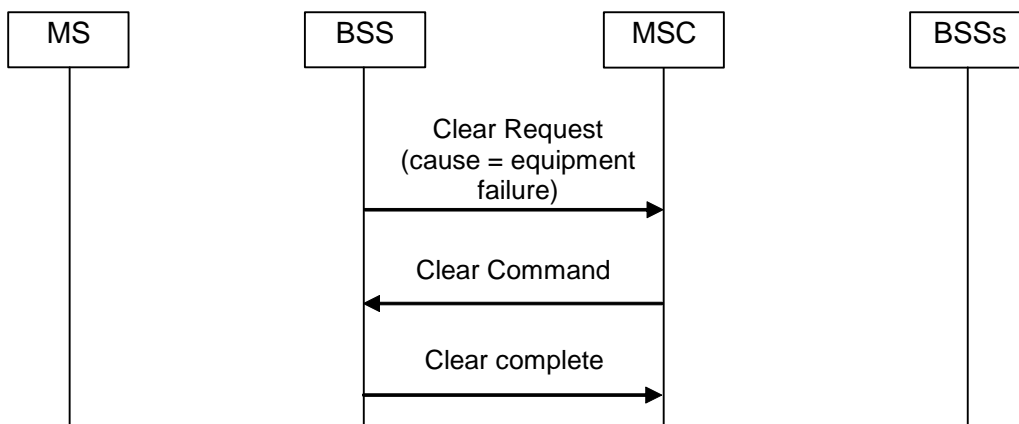 MS
BSS
MSC
BSSs
Clear Request
(cause = equipment
failure)
Clear Command
Clear complete